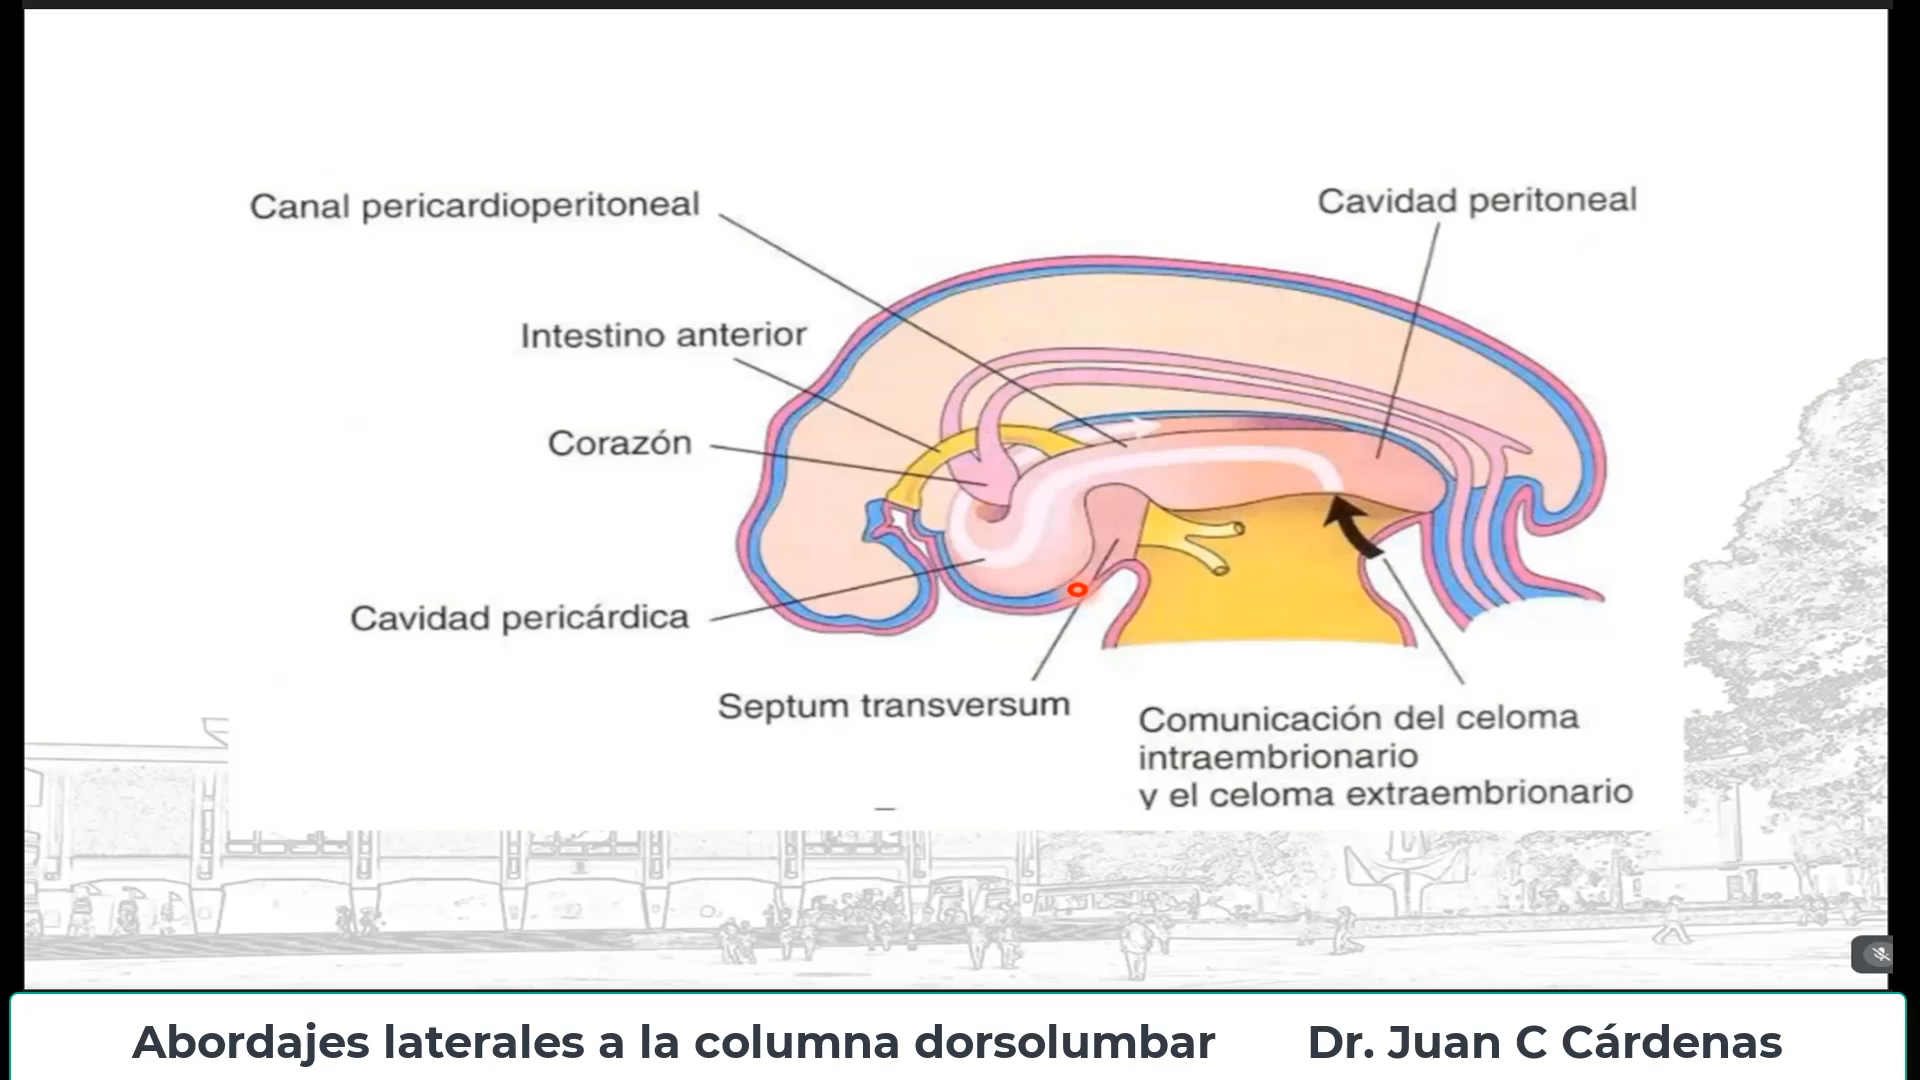 Canal pericardioperitoneal
Cavidad peritoneal
Intestino anterior
Corazón
Cavidad pericárdica
Septum transversum
Comunicación del celoma
intraembrionario
y el celoma extraembrionario
Abordajes laterales a la columna dorsolumbar Dr. Juan C Cárdenas